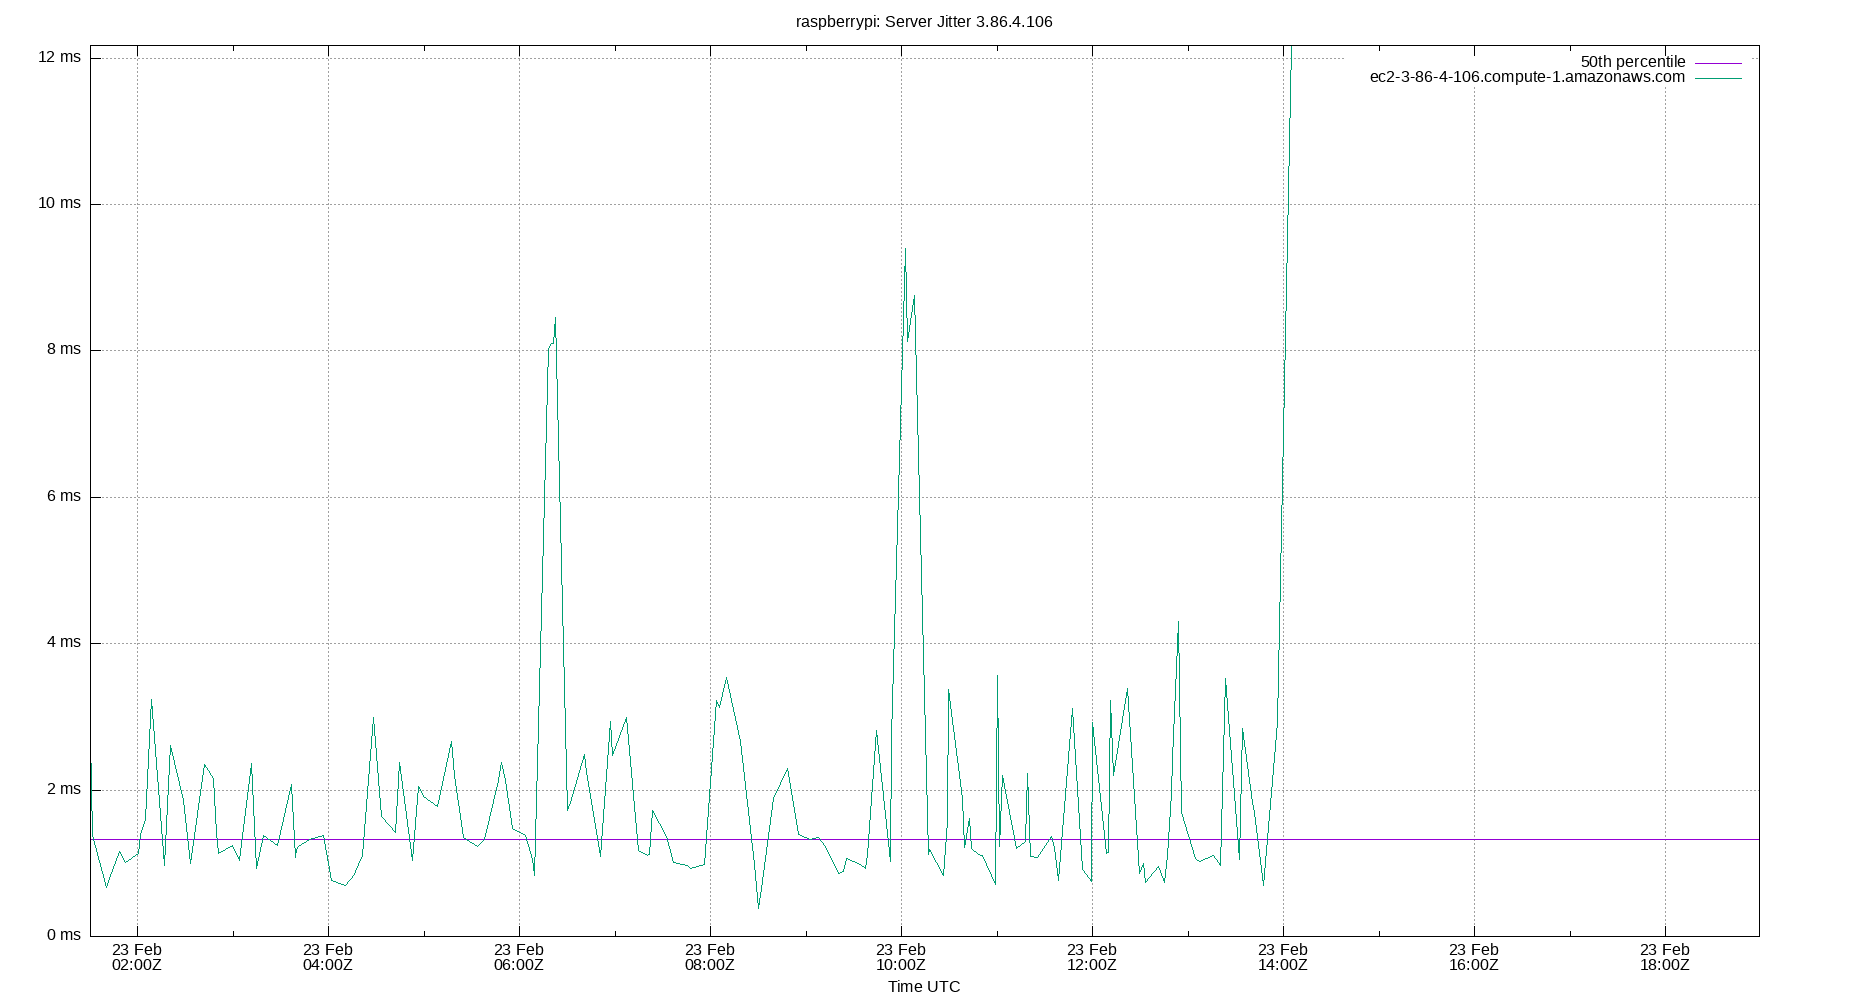 raspberrypi: Server Jitter 3.86.4.106
12 ms
10 ms
8 ms
6 ms
4 ms
2 ms
0 ms
50th percentile
ec2-3-86-4-106.compute-1.amazonaws.com
23 Feb
02:00Z
23 Feb
04:00Z
23 Feb
06:00Z
23 Feb
08:00Z
23 Feb
10:00Z
23 Feb
12:00Z
23 Feb
14:00Z
23 Feb
16:00Z
23 Feb
18:00Z
Time UTC